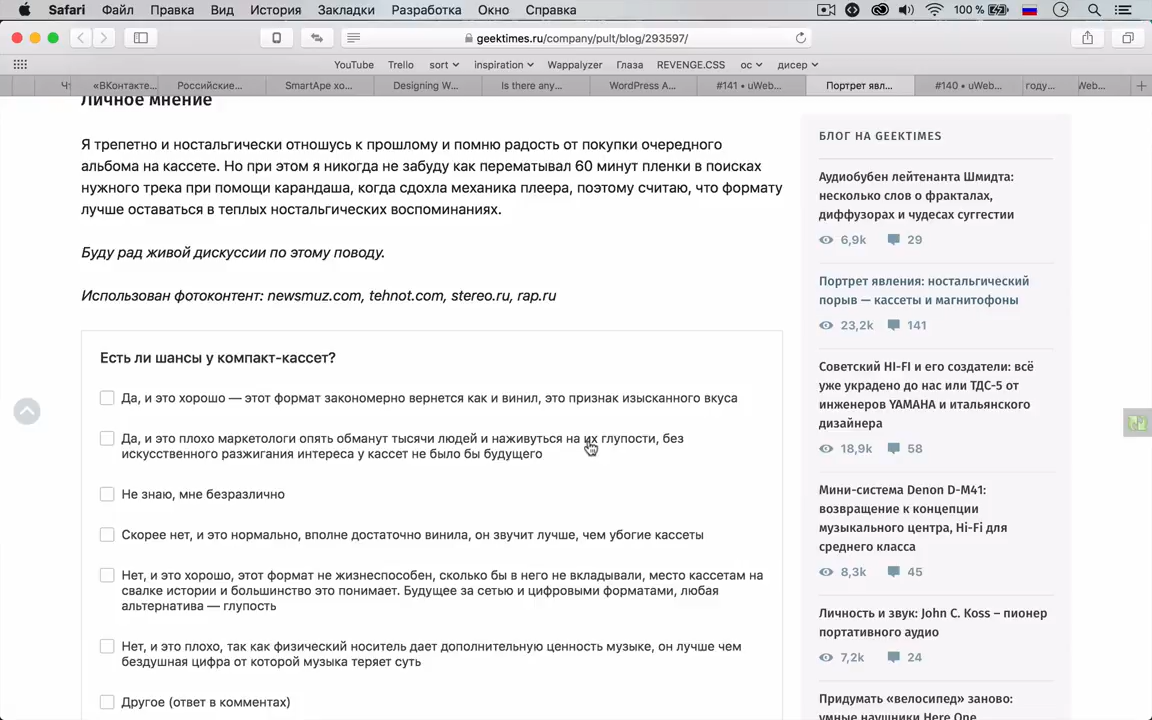 Safari Файл Правка Вид История Закладки Разработка Окно Справка 100 %
geektimes.ru/company/pult/blog/293597/
YouTube Trello sort inspiration Wappalyzer Глаза REVENGE.CSS ос дисер
Чт «ВКонтакте... Российские... SmartApe хо... Designing W... Is there any... WordPress A... #141 • uWeb... Портрет явл... #140 • uWeb... году... Web...
Личное мнение
Я трепетно и ностальгически отношусь к прошлому и помню радость от покупки очередного
альбома на кассете. Но при этом я никогда не забуду как перематывал 60 минут пленки в поисках
нужного трека при помощи карандаша, когда сдохла механика плеера, поэтому считаю, что формату
лучше оставаться в теплых ностальгических воспоминаниях.
Буду рад живой дискуссии по этому поводу.
Использован фотоконтент: newsmuz.com, tehnot.com, stereo.ru, rap.ru
Есть ли шансы у компакт-кассет?
Да, и это хорошо — этот формат закономерно вернется как и винил, это признак изысканного вкуса
Да, и это плохо маркетологи опять обманут тысячи людей и наживуться на их глупости, без
искусственного разжигания интереса у кассет не было бы будущего
Не знаю, мне безразлично
Скорее нет, и это нормально, вполне достаточно винила, он звучит лучше, чем убогие кассеты
Нет, и это хорошо, этот формат не жизнеспособен, сколько бы в него не вкладывали, место кассетам на
свалке истории и большинство это понимает. Будущее за сетью и цифровыми форматами, любая
альтернатива — глупость
Нет, и это плохо, так как физический носитель дает дополнительную ценность музыке, он лучше чем
бездушная цифра от которой музыка теряет суть
Другое (ответ в комментах)
БЛОГ НА GEEKTIMES
Аудиобубен лейтенанта Шмидта:
несколько слов о фракталах,
диффузорах и чудесах суггестии
6,9k 29
Портрет явления: ностальгический
порыв — кассеты и магнитофоны
23,2k 141
Советский HI-FI и его создатели: всё
уже украдено до нас или ТДС-5 от
инженеров YAMAHA и итальянского
дизайнера
18,9k 58
Мини-система Denon D-M41:
возвращение к концепции
музыкального центра, Hi-Fi для
среднего класса
8,3k 45
Личность и звук: John C. Koss – пионер
портативного аудио
7,2k 24
Придумать «велосипед» заново:
умные наушники Here One